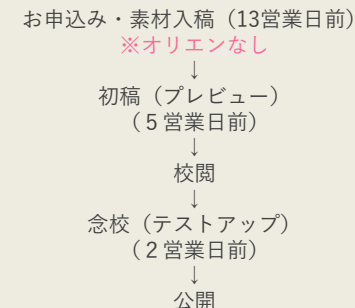 お申込み・素材入稿（13営業日前）
※オリエンなし
↓
初稿（プレビュー）
（５営業日前）
↓
校閲
↓
念校（テストアップ）
（２営業日前）
↓
公開